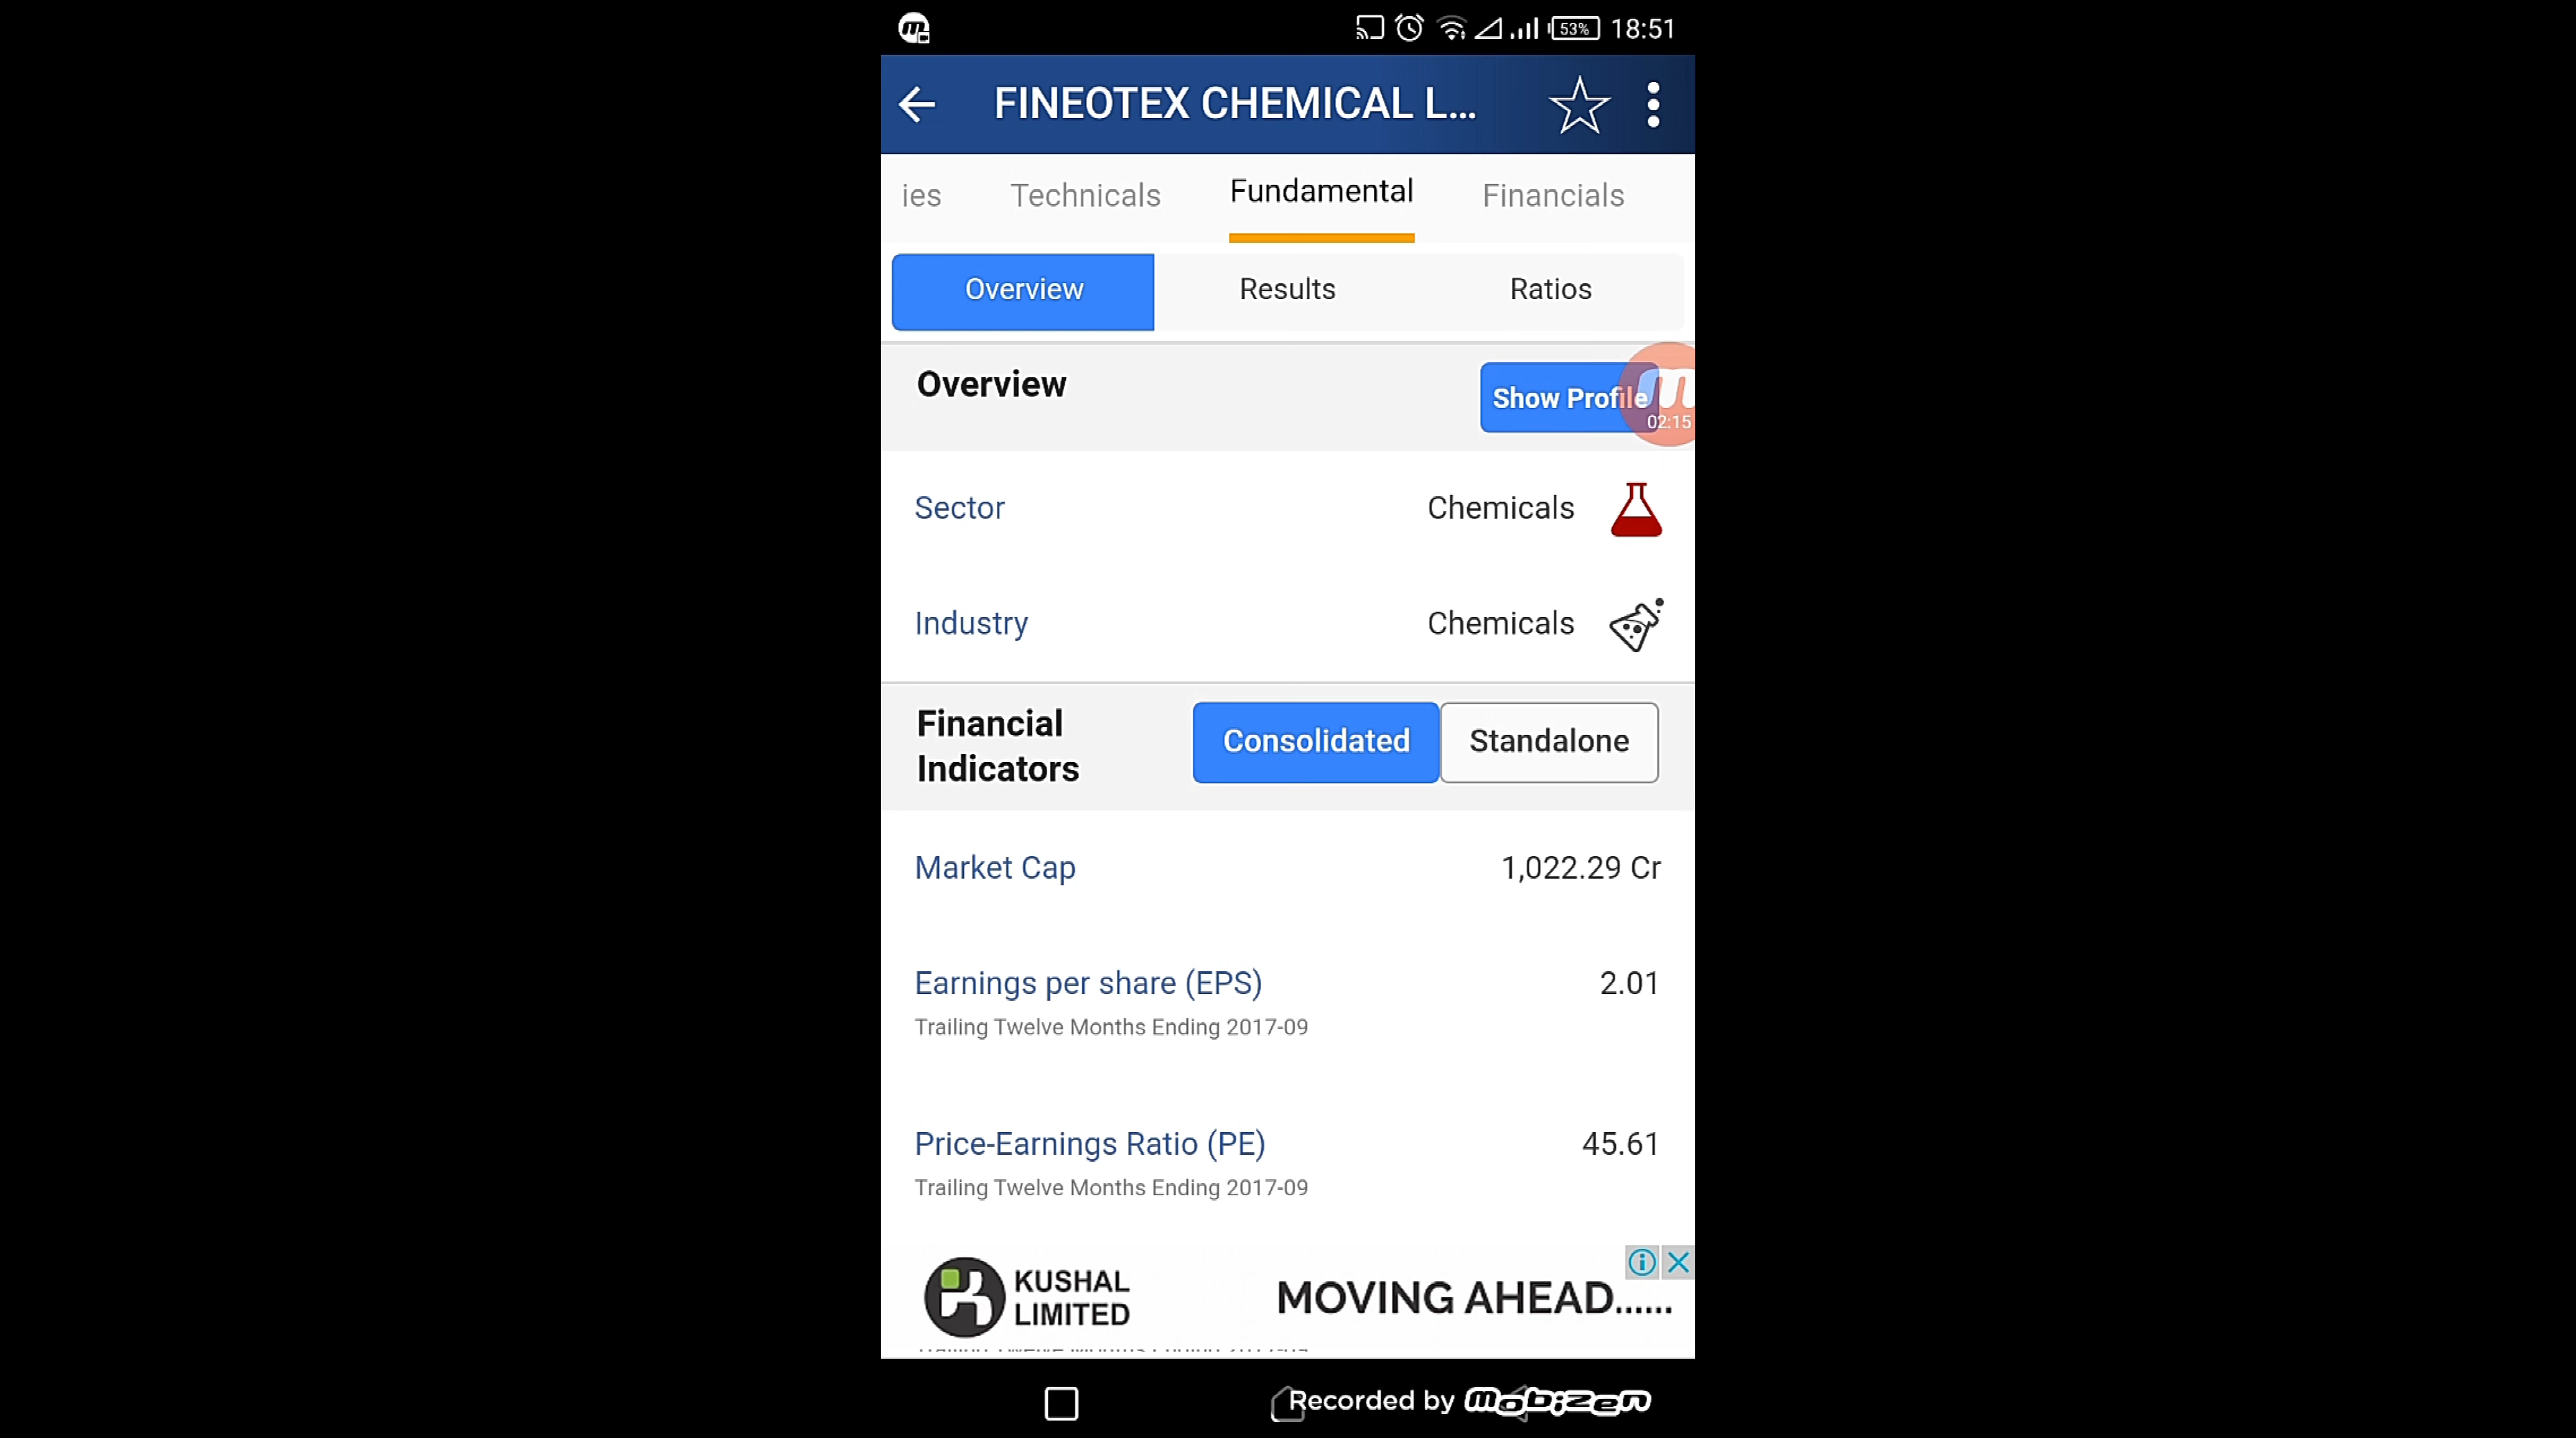 53% 18:51
FINEOTEX CHEMICAL L...
ies Technicals Fundamental Financials
Overview Results Ratios
Overview Show Profile
02:15
Sector Chemicals
Industry Chemicals
Financial Indicators Consolidated Standalone
Market Cap 1,022.29 Cr
Earnings per share (EPS) 2.01
Trailing Twelve Months Ending 2017-09
Price-Earnings Ratio (PE) 45.61
Trailing Twelve Months Ending 2017-09
KUSHAL
LIMITED
MOVING AHEAD......
Recorded by mobizen